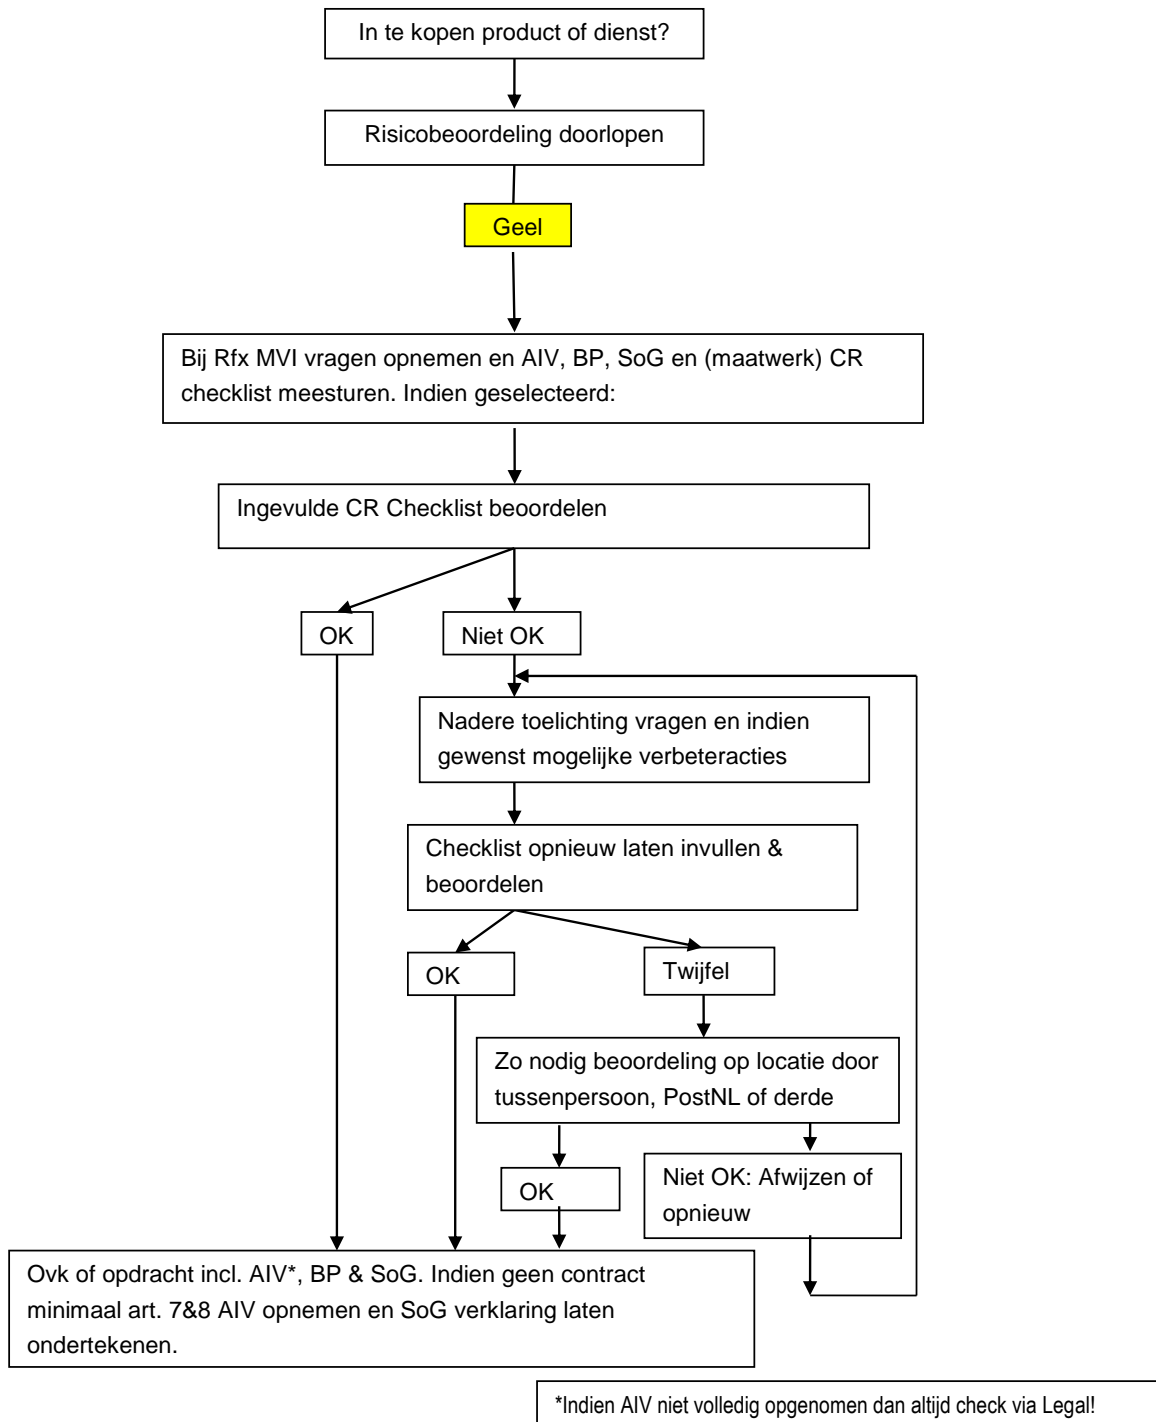 In te kopen product of dienst?
Risicobeoordeling doorlopen
Geel
Bij Rfx MVI vragen opnemen en AIV, BP, SoG en (maatwerk) CR
checklist meesturen. Indien geselecteerd:
Ingevulde CR Checklist beoordelen
OK
Niet OK
Nadere toelichting vragen en indien
gewenst mogelijke verbeteracties
Checklist opnieuw laten invullen &
beoordelen
OK
Twijfel
Zo nodig beoordeling op locatie door
tussenpersoon, PostNL of derde
OK
Niet OK: Afwijzen of
opnieuw
Ovk of opdracht incl. AIV*, BP & SoG. Indien geen contract
minimaal art. 7&8 AIV opnemen en SoG verklaring laten
ondertekenen.
*Indien AIV niet volledig opgenomen dan altijd check via Legal!